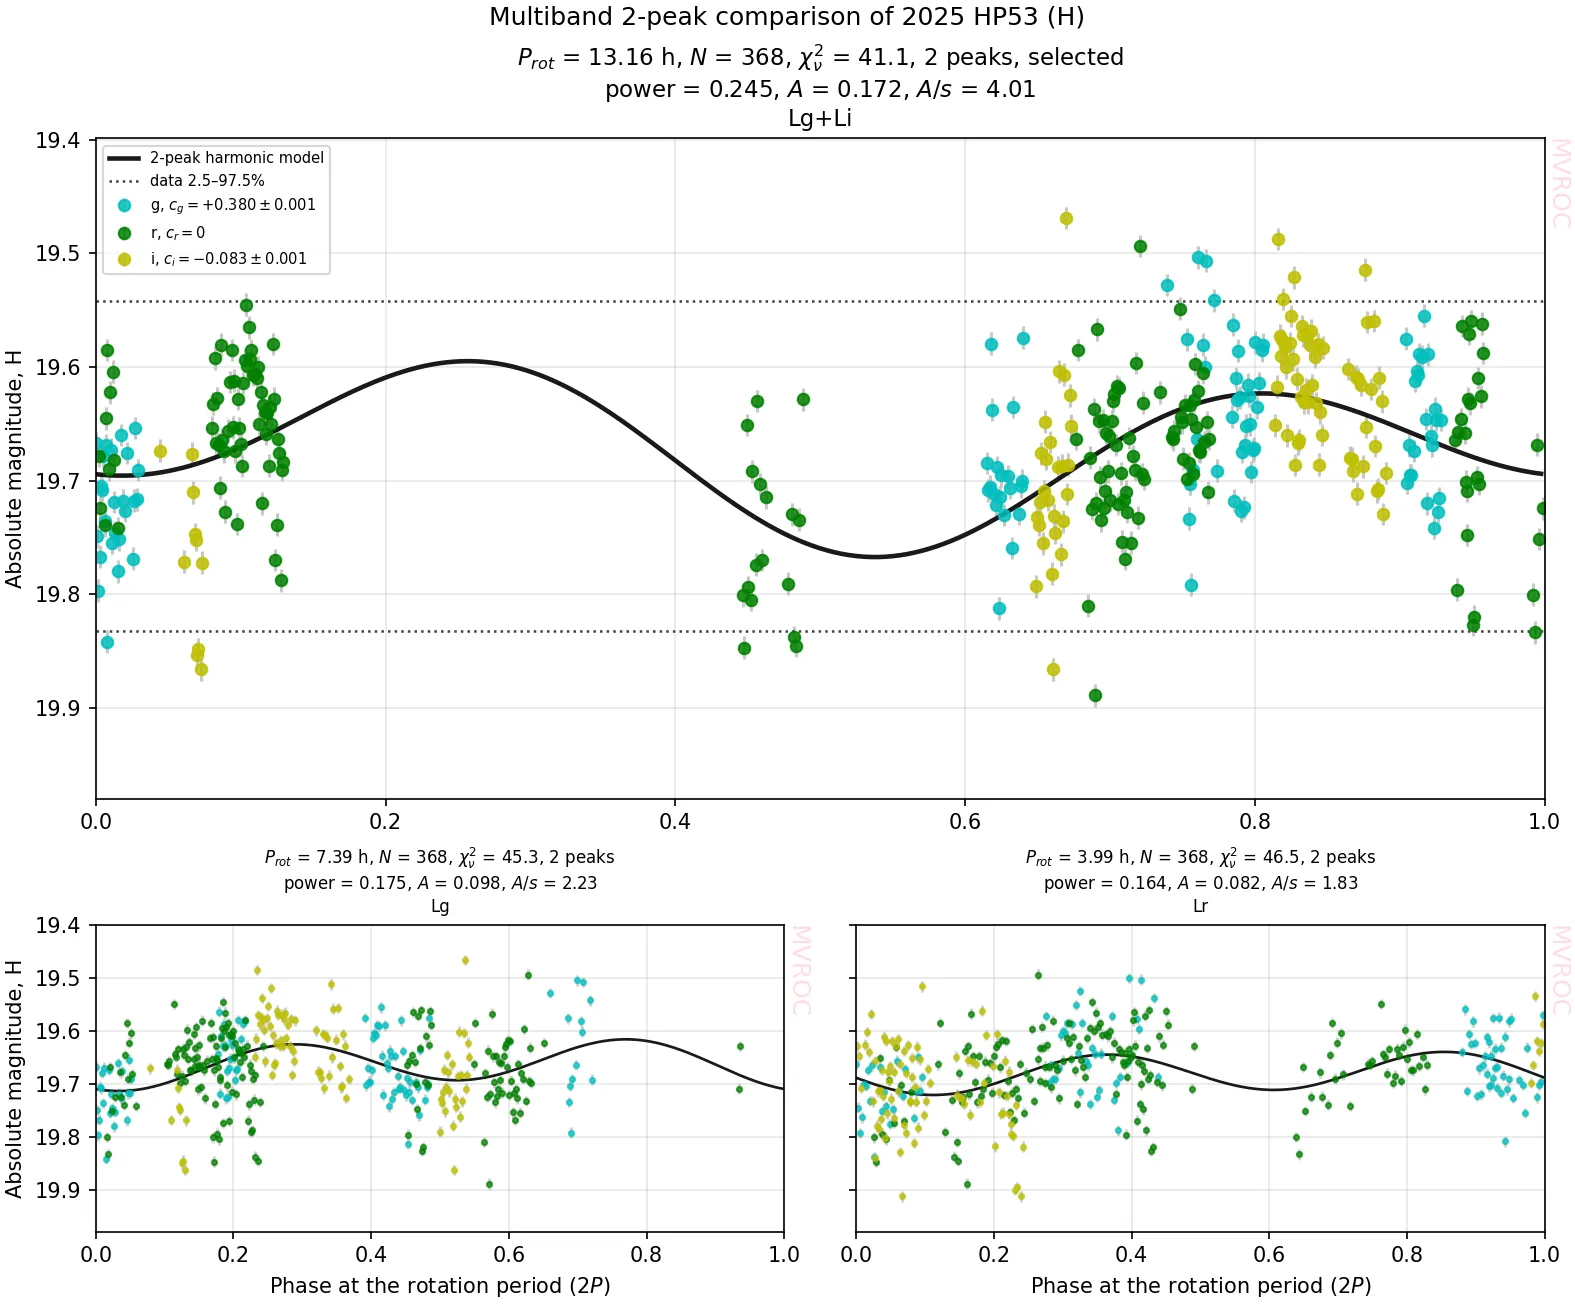 Multiband 2-peak comparison of 2025 HP53 (H)
P_rot = 13.16 h, N = 368, χ²_ν = 41.1, 2 peaks, selected
power = 0.245, A = 0.172, A/s = 4.01
Lg+Li
2-peak harmonic model
data 2.5–97.5%
g, c_g = +0.380 ± 0.001
r, c_r = 0
i, c_i = −0.083 ± 0.001
19.4
19.5
19.6
19.7
19.8
19.9
Absolute magnitude, H
0.0 0.2 0.4 0.6 0.8 1.0
MVROC
P_rot = 7.39 h, N = 368, χ²_ν = 45.3, 2 peaks
power = 0.175, A = 0.098, A/s = 2.23
Lg
19.4
19.5
19.6
19.7
19.8
19.9
Absolute magnitude, H
0.0 0.2 0.4 0.6 0.8 1.0
Phase at the rotation period (2P)
MVROC
P_rot = 3.99 h, N = 368, χ²_ν = 46.5, 2 peaks
power = 0.164, A = 0.082, A/s = 1.83
Lr
0.0 0.2 0.4 0.6 0.8 1.0
Phase at the rotation period (2P)
MVROC